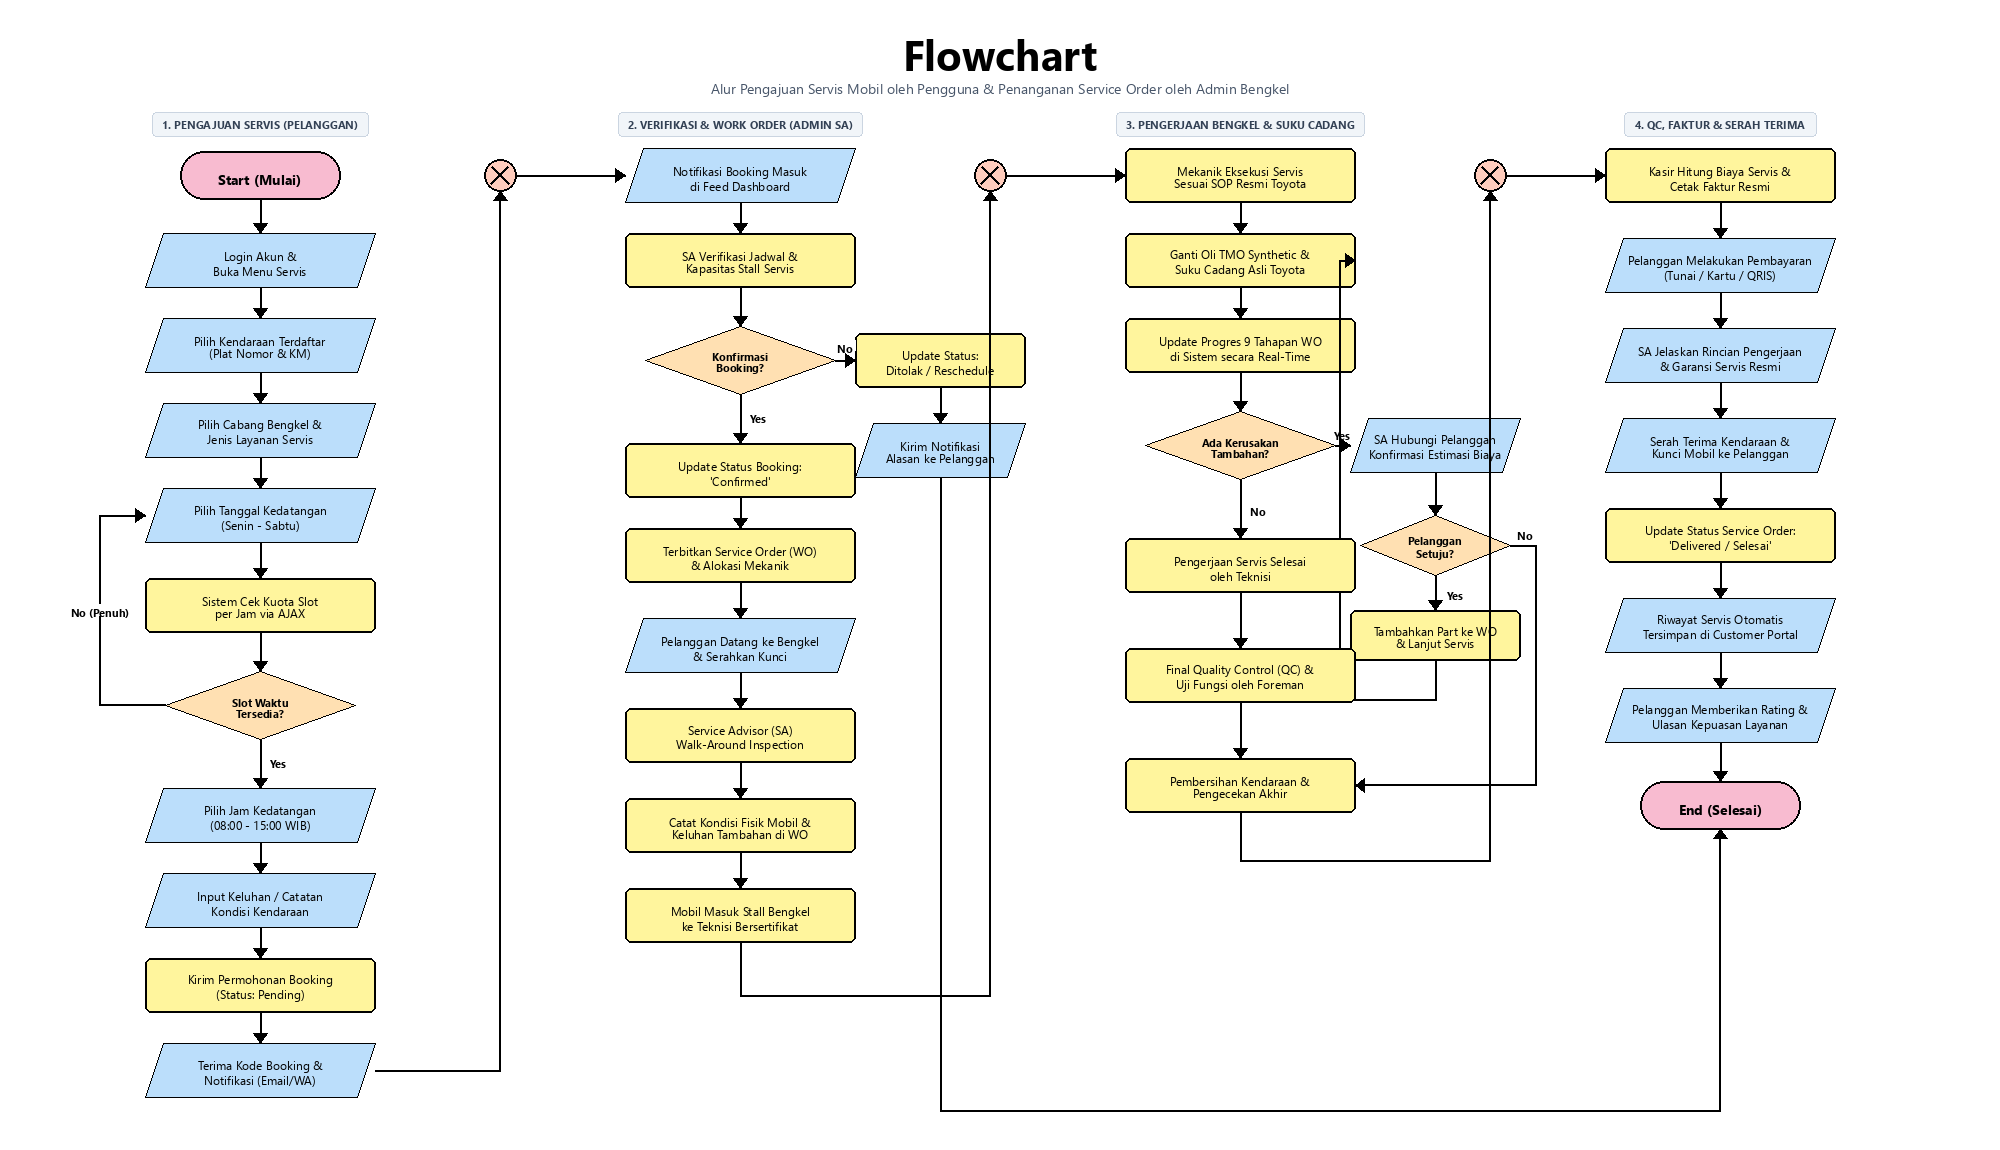 Flowchart
Alur Pengajuan Servis Mobil oleh Pengguna & Penanganan Service Order oleh Admin Bengkel
1. PENGAJUAN SERVIS (PELANGGAN)
Start (Mulai)
Login Akun &
Buka Menu Servis
Pilih Kendaraan Terdaftar
(Plat Nomor & KM)
Pilih Cabang Bengkel &
Jenis Layanan Servis
Pilih Tanggal Kedatangan
(Senin - Sabtu)
Sistem Cek Kuota Slot
per Jam via AJAX
No (Penuh)
Slot Waktu
Tersedia?
Yes
Pilih Jam Kedatangan
(08:00 - 15:00 WIB)
Input Keluhan / Catatan
Kondisi Kendaraan
Kirim Permohonan Booking
(Status: Pending)
Terima Kode Booking &
Notifikasi (Email/WA)
2. VERIFIKASI & WORK ORDER (ADMIN SA)
Notifikasi Booking Masuk
di Feed Dashboard
SA Verifikasi Jadwal &
Kapasitas Stall Servis
Konfirmasi
Booking?
No
Update Status:
Ditolak / Reschedule
Kirim Notifikasi
Alasan ke Pelanggan
Yes
Update Status Booking:
'Confirmed'
Terbitkan Service Order (WO)
& Alokasi Mekanik
Pelanggan Datang ke Bengkel
& Serahkan Kunci
Service Advisor (SA)
Walk-Around Inspection
Catat Kondisi Fisik Mobil &
Keluhan Tambahan di WO
Mobil Masuk Stall Bengkel
ke Teknisi Bersertifikat
3. PENGERJAAN BENGKEL & SUKU CADANG
Mekanik Eksekusi Servis
Sesuai SOP Resmi Toyota
Ganti Oli TMO Synthetic &
Suku Cadang Asli Toyota
Update Progres 9 Tahapan WO
di Sistem secara Real-Time
Ada Kerusakan
Tambahan?
Yes
SA Hubungi Pelanggan
Konfirmasi Estimasi Biaya
Pelanggan
Setuju?
No
Yes
Tambahkan Part ke WO
& Lanjut Servis
No
Pengerjaan Servis Selesai
oleh Teknisi
Final Quality Control (QC) &
Uji Fungsi oleh Foreman
Pembersihan Kendaraan &
Pengecekan Akhir
4. QC, FAKTUR & SERAH TERIMA
Kasir Hitung Biaya Servis &
Cetak Faktur Resmi
Pelanggan Melakukan Pembayaran
(Tunai / Kartu / QRIS)
SA Jelaskan Rincian Pengerjaan
& Garansi Servis Resmi
Serah Terima Kendaraan &
Kunci Mobil ke Pelanggan
Update Status Service Order:
'Delivered / Selesai'
Riwayat Servis Otomatis
Tersimpan di Customer Portal
Pelanggan Memberikan Rating &
Ulasan Kepuasan Layanan
End (Selesai)